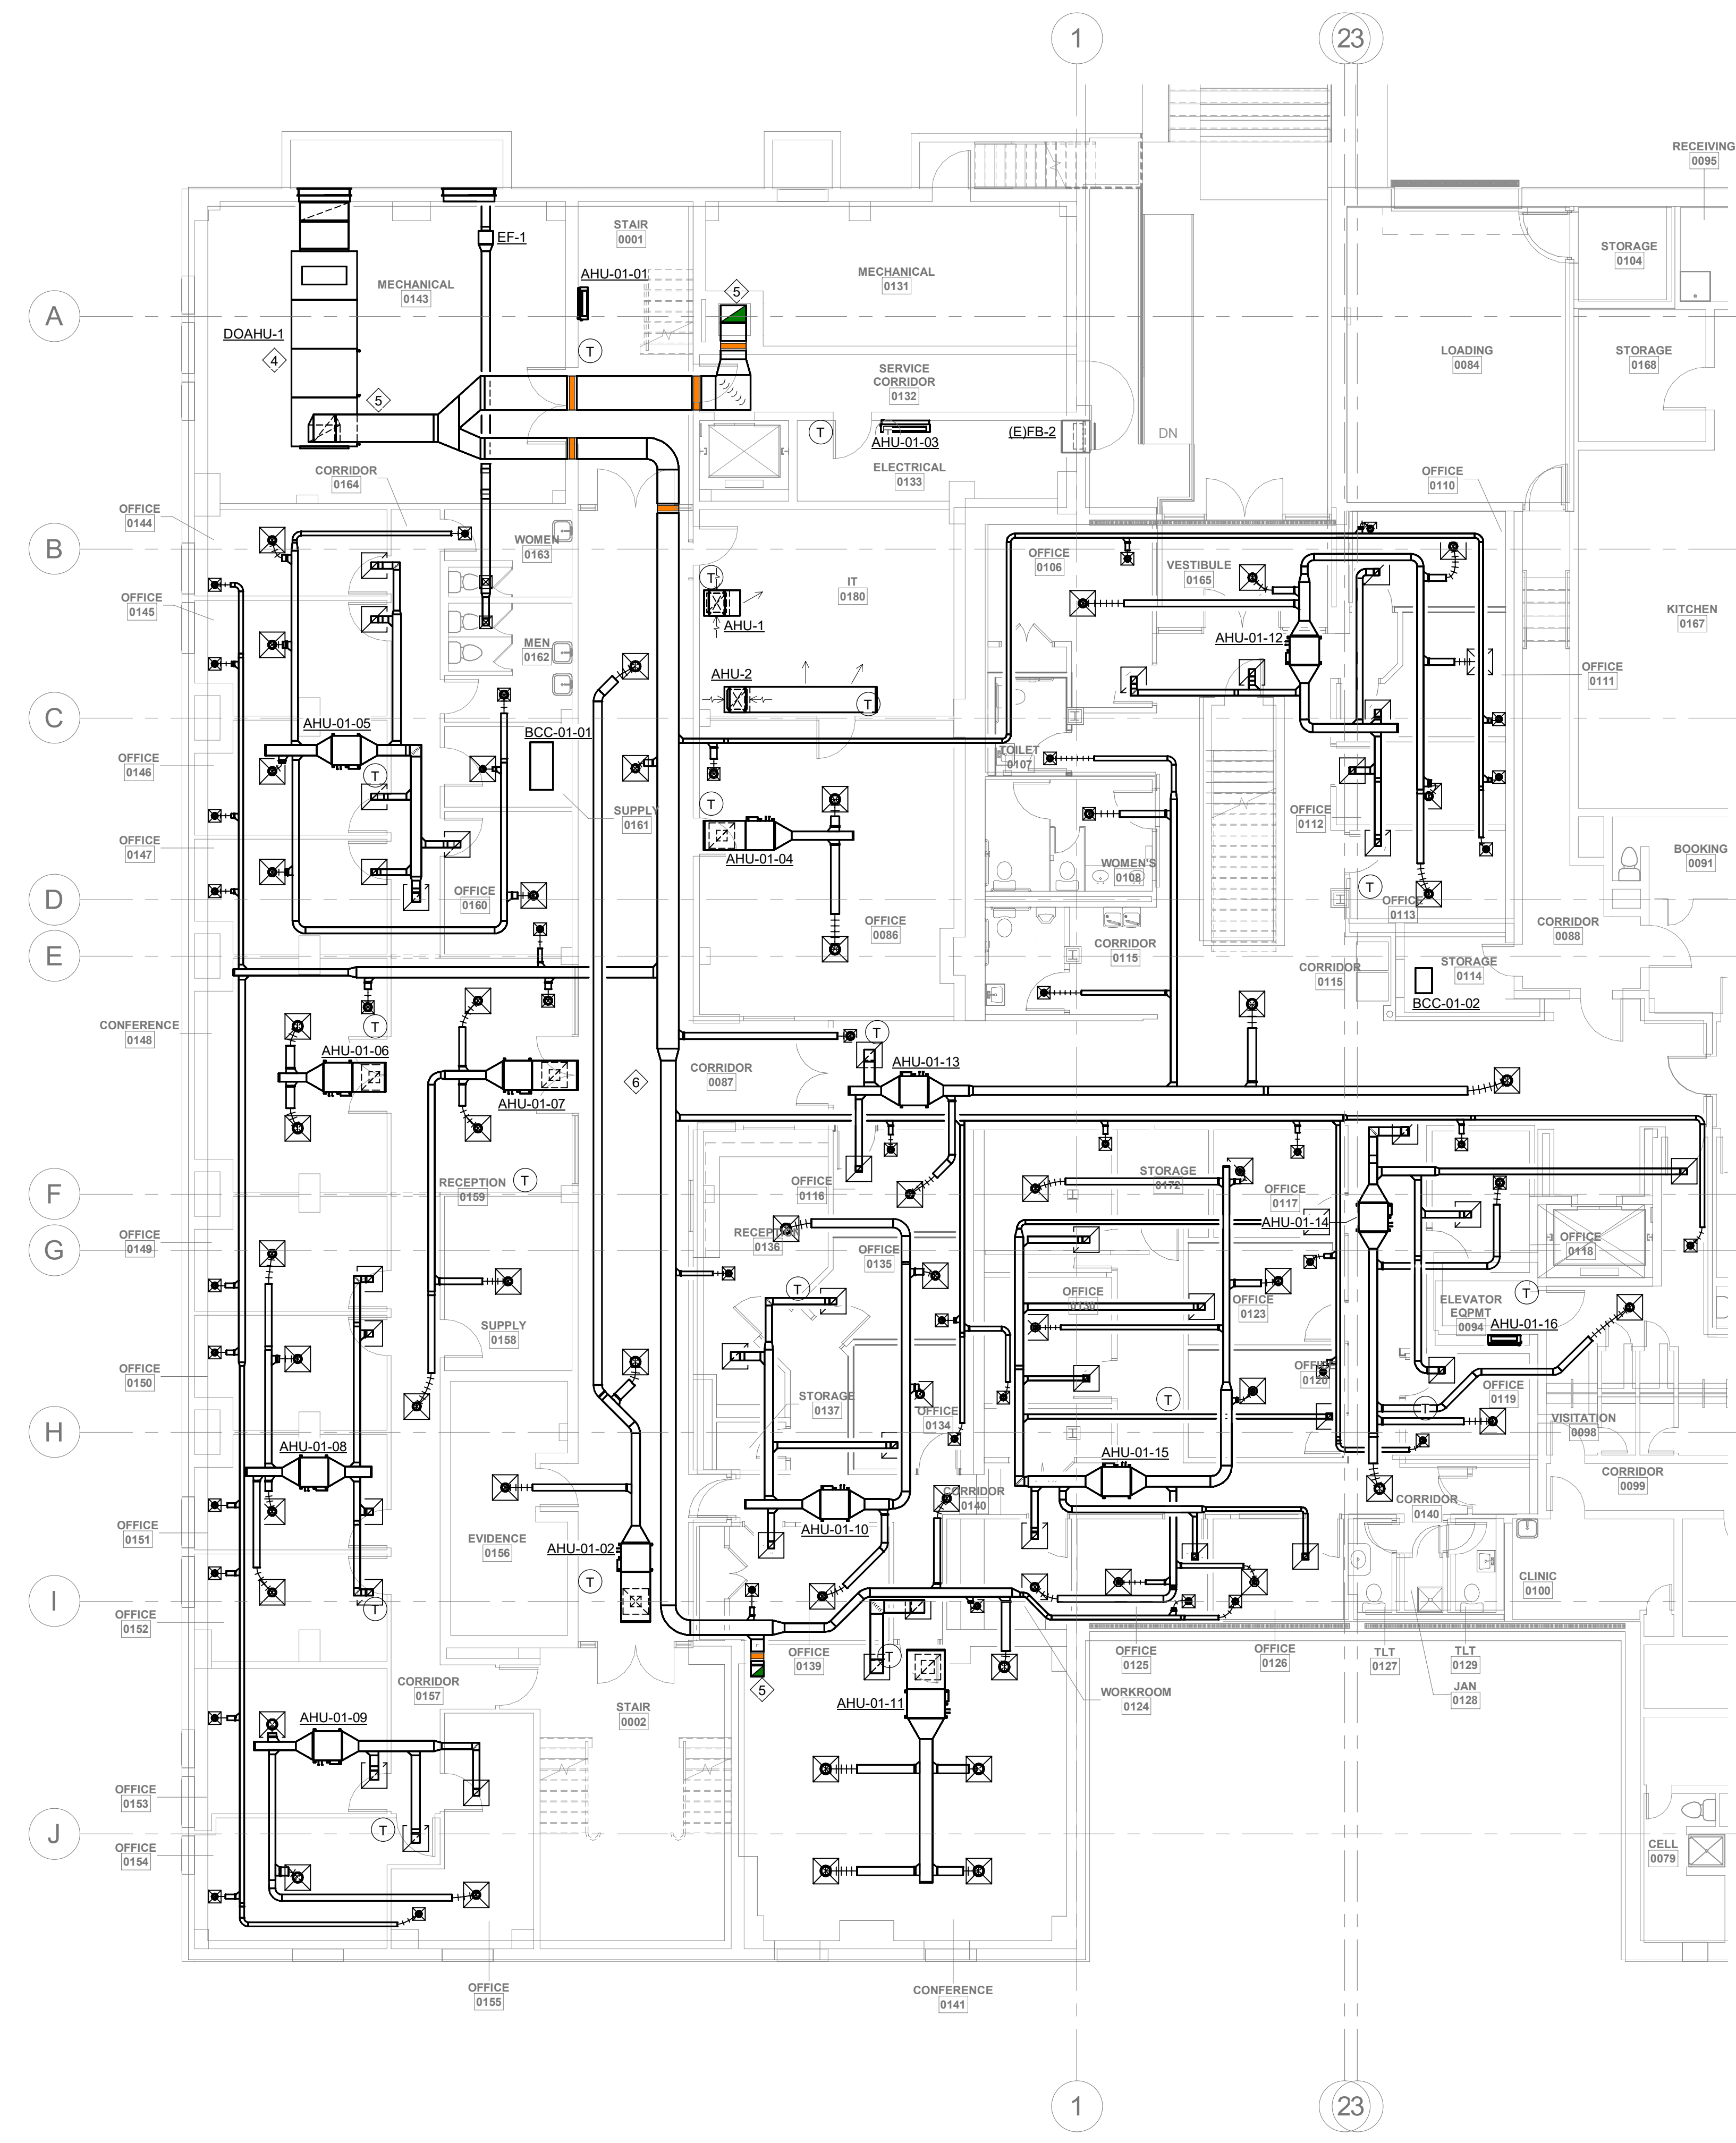 1
23
RECEIVING
0095
STAIR
0001
EF-1
STORAGE
0104
MECHANICAL
0143
AHU-01-01
MECHANICAL
0131
5
A
DOAHU-1
4
T
LOADING
0084
STORAGE
0168
SERVICE
CORRIDOR
0132
5
T
AHU-01-03
(E)FB-2
DN
CORRIDOR
0164
ELECTRICAL
0133
OFFICE
0110
OFFICE
0144
B
WOMEN
0163
OFFICE
0106
VESTIBULE
0165
T
IT
0180
OFFICE
0145
KITCHEN
0167
AHU-1
AHU-01-12
MEN
0162
AHU-2
T
OFFICE
0111
C
AHU-01-05
BCC-01-01
OFFICE
0146
T
TOILET
0107
SUPPLY
0161
T
OFFICE
0112
OFFICE
0147
AHU-01-04
BOOKING
0091
WOMEN'S
0108
D
OFFICE
0160
T
OFFICE
0113
OFFICE
0086
CORRIDOR
0088
E
CORRIDOR
0115
CORRIDOR
0115
STORAGE
0114
BCC-01-02
CONFERENCE
0148
T
T
AHU-01-06
AHU-01-13
CORRIDOR
0087
6
AHU-01-07
F
RECEPTION
0159
T
OFFICE
0116
STORAGE
0172
OFFICE
0117
AHU-01-14
G
OFFICE
0149
RECEPTION
0136
OFFICE
0135
OFFICE
0118
T
OFFICE
OFFICE
0123
T
ELEVATOR
EQPMT
0094
AHU-01-16
SUPPLY
0158
OFFICE
0150
STORAGE
0137
OFFICE
0120
T
OFFICE
0119
T
OFFICE
0134
VISITATION
0098
H
AHU-01-08
AHU-01-15
CORRIDOR
0099
CORRIDOR
0140
CORRIDOR
0140
OFFICE
0151
EVIDENCE
0156
AHU-01-10
AHU-01-02
T
CLINIC
0100
I
T
OFFICE
0152
OFFICE
0139
T
OFFICE
0125
OFFICE
0126
TLT
0127
TLT
0129
CORRIDOR
0157
5
AHU-01-11
WORKROOM
0124
JAN
0128
AHU-01-09
STAIR
0002
OFFICE
0153
J
T
OFFICE
0154
CELL
0079
OFFICE
0155
CONFERENCE
0141
1
23